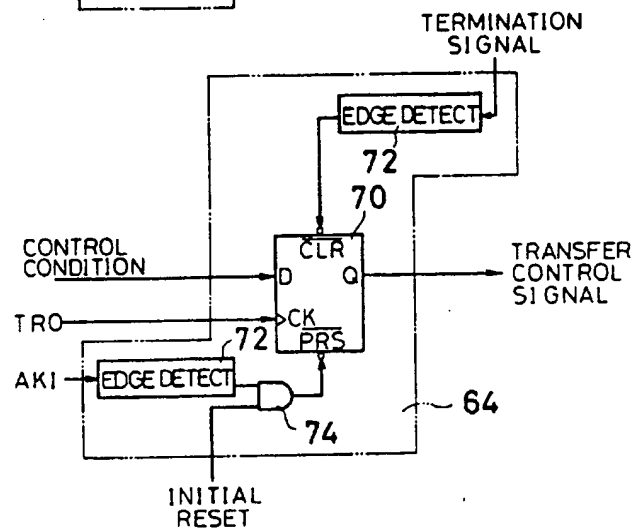 TERMINATION
SIGNAL
EDGE DETECT
72
70
CONTROL
CONDITION
CLR
D
Q
TRANSFER
CONTROL
SIGNAL
TRO
CK
72
PRS
AKI
EDGE DETECT
74
64
INITIAL
RESET